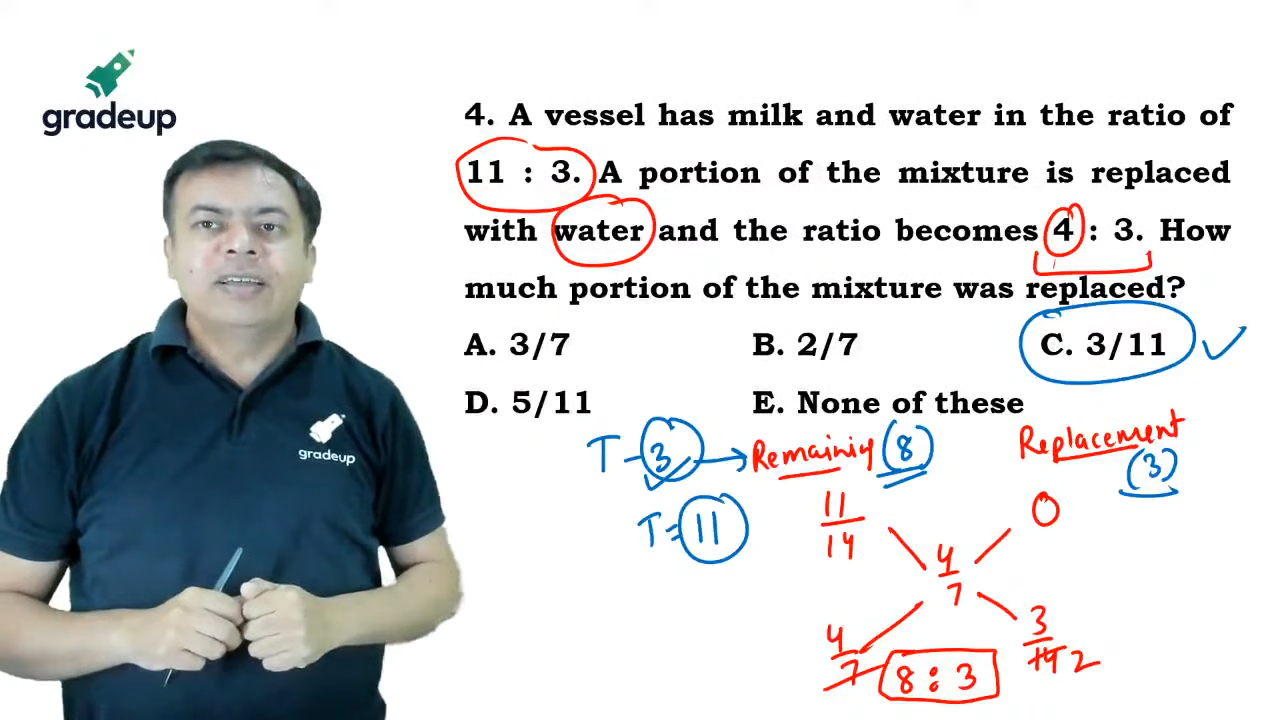 gradeup
4. A vessel has milk and water in the ratio of
11 : 3. A portion of the mixture is replaced
with water and the ratio becomes 4 : 3. How
much portion of the mixture was replaced?
A. 3/7 B. 2/7 C. 3/11
D. 5/11 E. None of these
gradeup
T-3 → Remaining (8) Replacement (3)
T=11
11/14 0
4/7
4/7 3/14 2
8:3